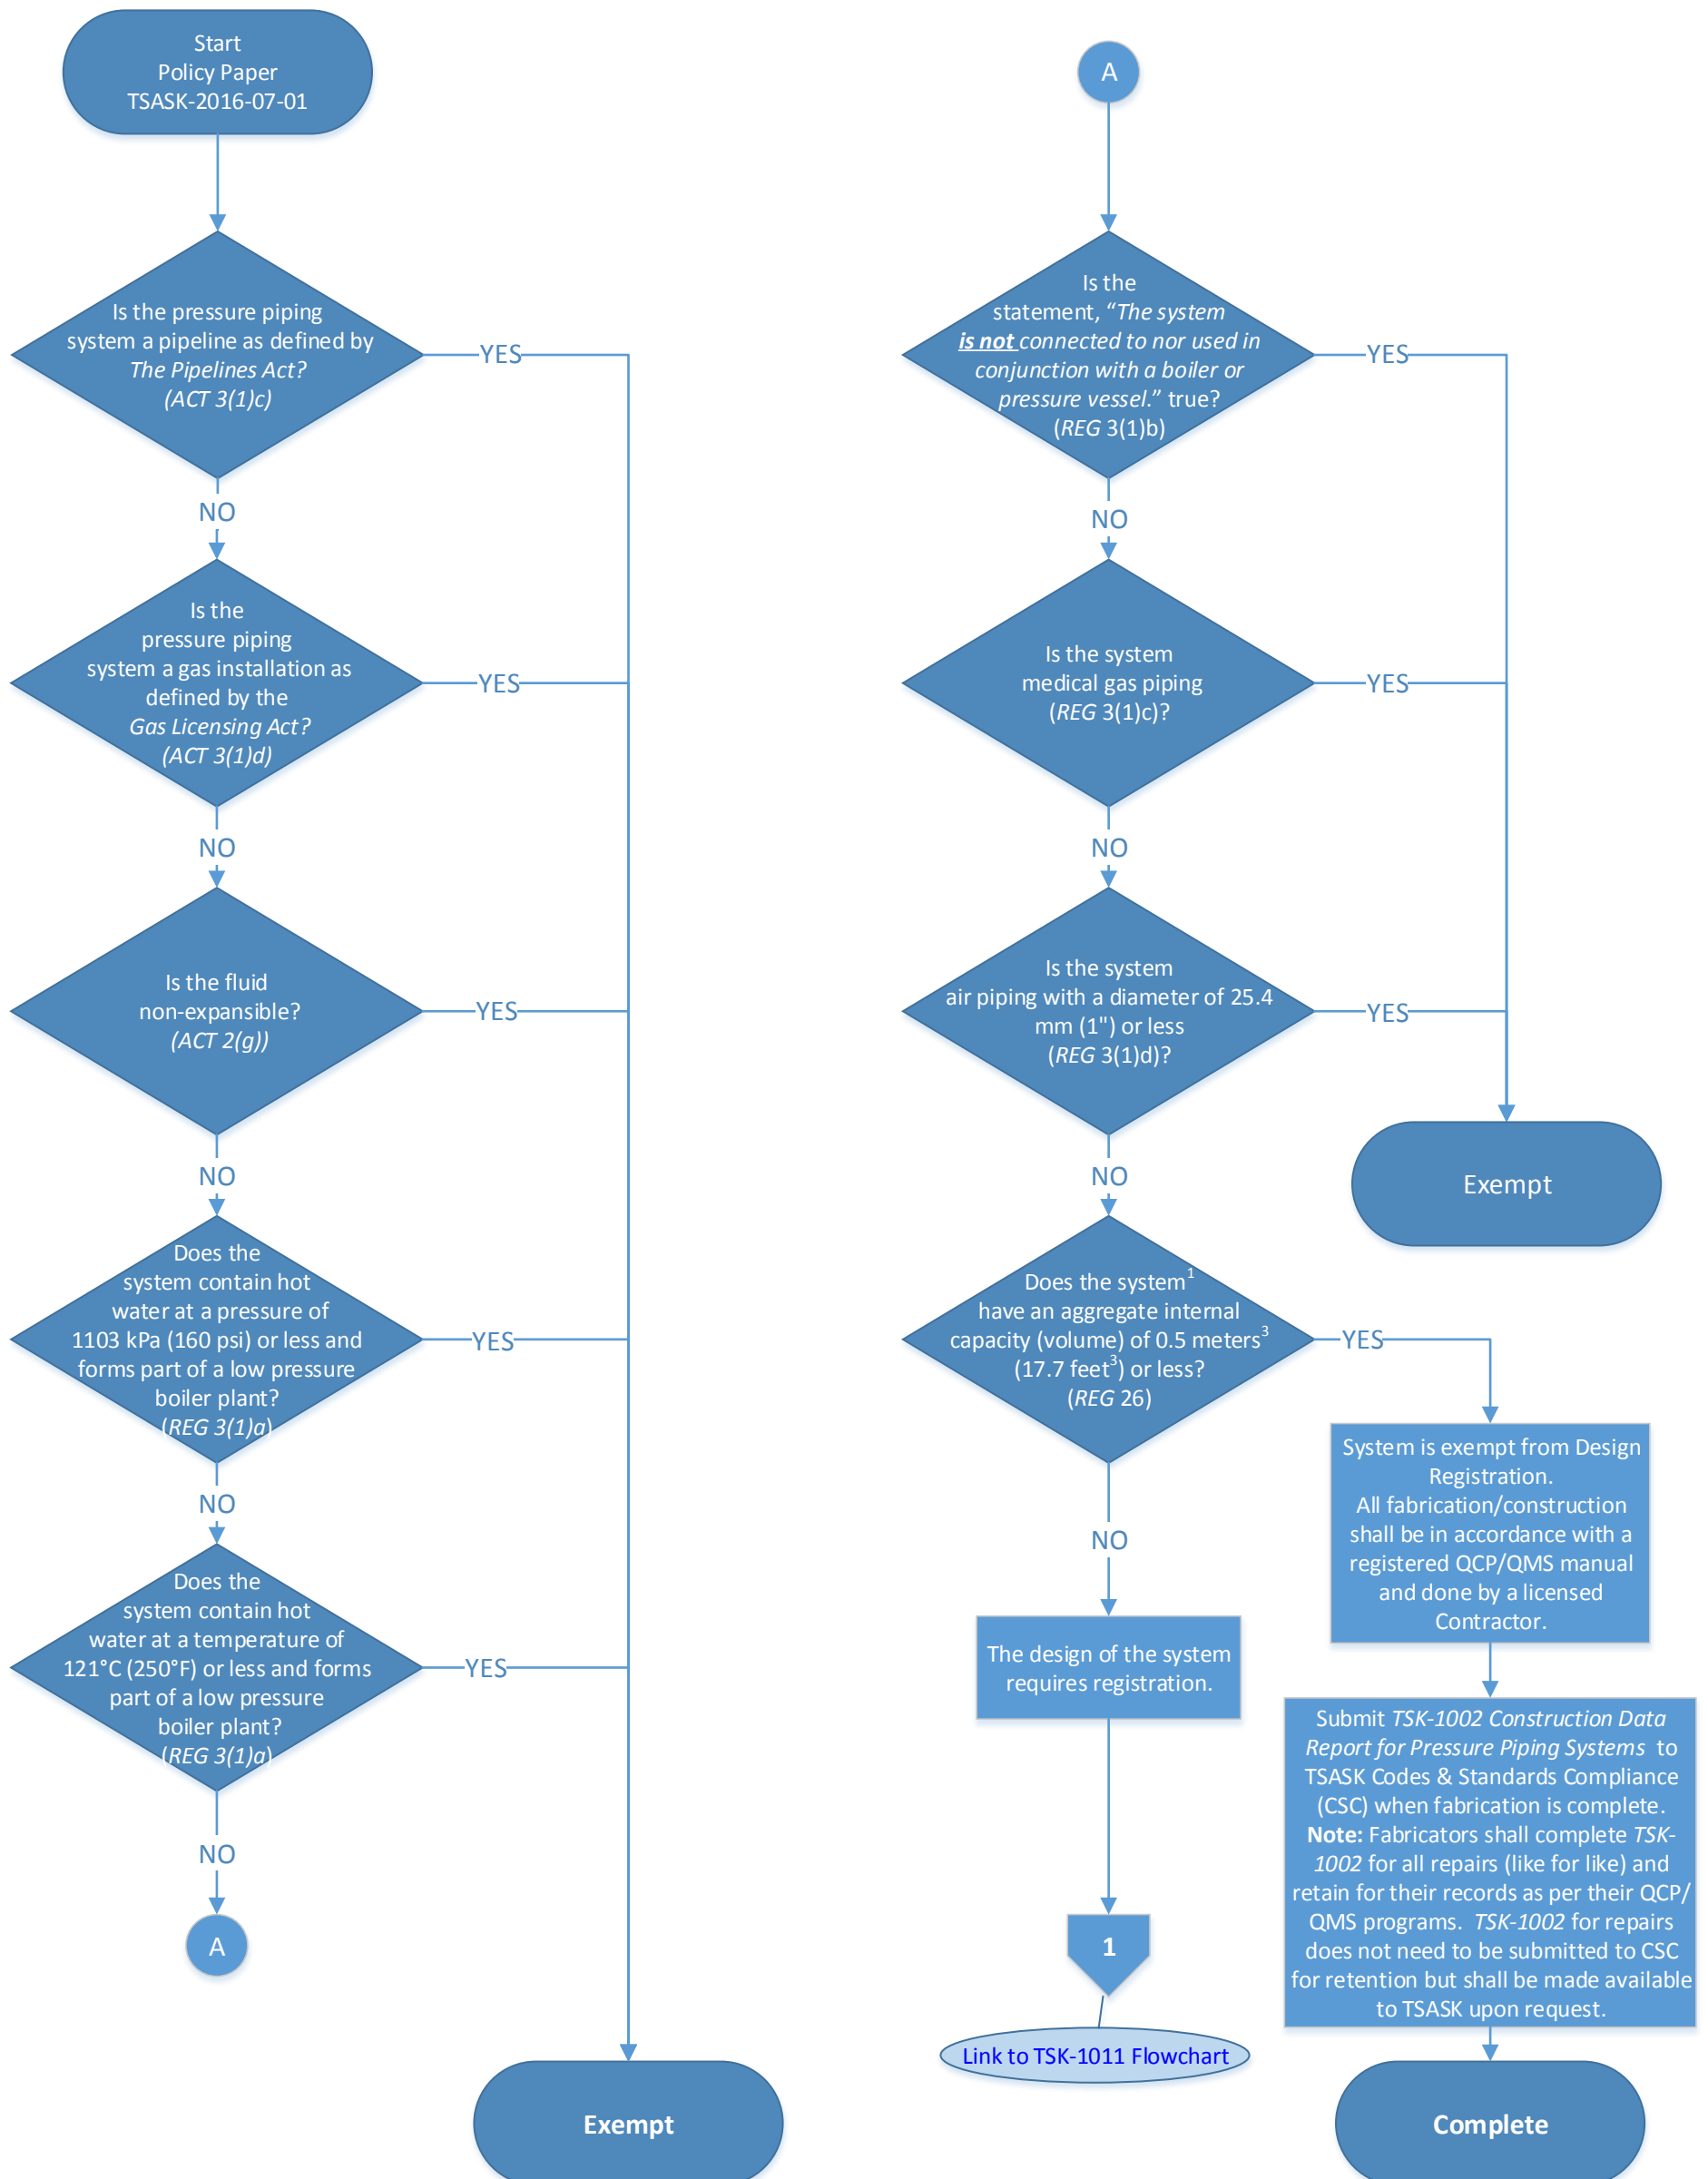 Start
Policy Paper
TSASK-2016-07-01
Is the pressure piping
system a pipeline as defined by
The Pipelines Act?
(ACT 3(1)c)
YES
NO
Is the
pressure piping
system a gas installation as
defined by the
Gas Licensing Act?
(ACT 3(1)d)
YES
NO
Is the fluid
non-expansible?
(ACT 2(g))
YES
NO
Does the
system contain hot
water at a pressure of
1103 kPa (160 psi) or less and
forms part of a low pressure
boiler plant?
(REG 3(1)a)
YES
NO
Does the
system contain hot
water at a temperature of
121°C (250°F) or less and forms
part of a low pressure
boiler plant?
(REG 3(1)a)
YES
NO
A
Exempt
A
Is the
statement, “The system
is not connected to nor used in
conjunction with a boiler or
pressure vessel.” true?
(REG 3(1)b)
YES
NO
Is the system
medical gas piping
(REG 3(1)c)?
YES
NO
Is the system
air piping with a diameter of 25.4
mm (1") or less
(REG 3(1)d)?
YES
NO
Exempt
Does the system¹
have an aggregate internal
capacity (volume) of 0.5 meters³
(17.7 feet³) or less?
(REG 26)
YES
NO
The design of the system
requires registration.
1
Link to TSK-1011 Flowchart
System is exempt from Design
Registration.
All fabrication/construction
shall be in accordance with a
registered QCP/QMS manual
and done by a licensed
Contractor.
Submit TSK-1002 Construction Data
Report for Pressure Piping Systems to
TSASK Codes & Standards Compliance
(CSC) when fabrication is complete.
Note: Fabricators shall complete TSK-
1002 for all repairs (like for like) and
retain for their records as per their QCP/
QMS programs. TSK-1002 for repairs
does not need to be submitted to CSC
for retention but shall be made available
to TSASK upon request.
Complete